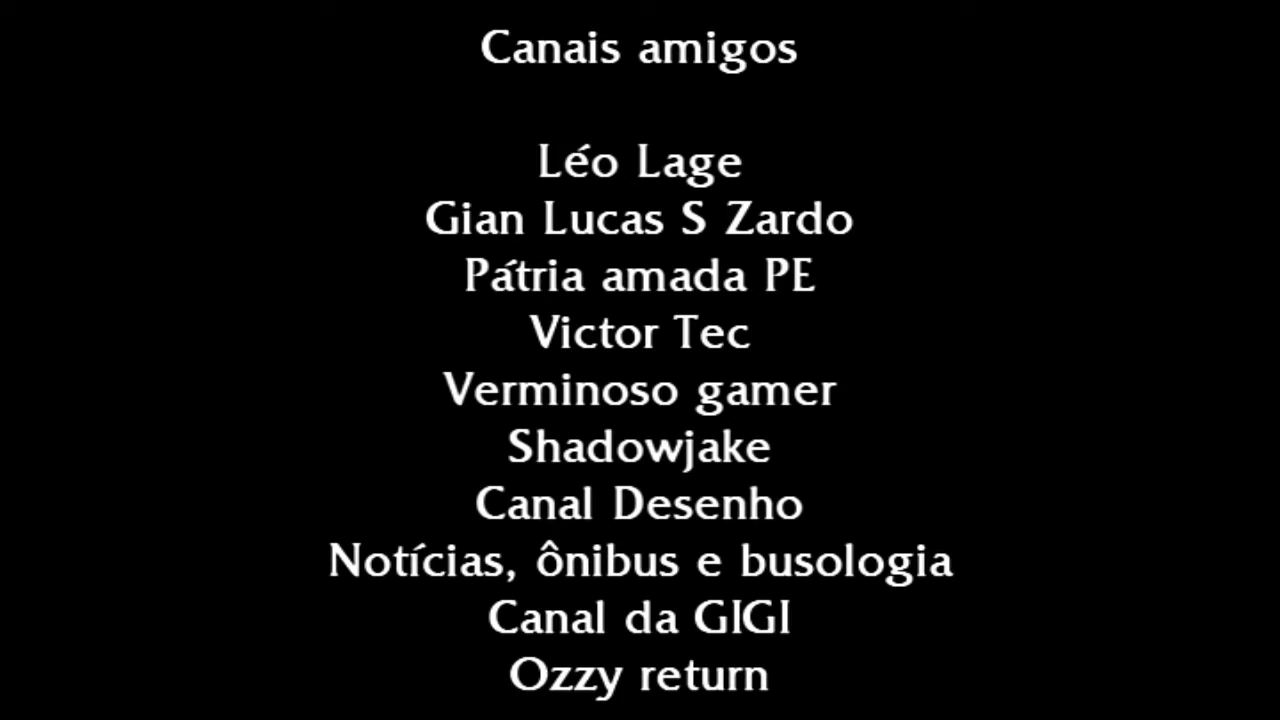 Canais amigos
Léo Lage
Gian Lucas S Zardo
Pátria amada PE
Victor Tec
Verminoso gamer
Shadowjake
Canal Desenho
Notícias, ônibus e busologia
Canal da GIGI
Ozzy return